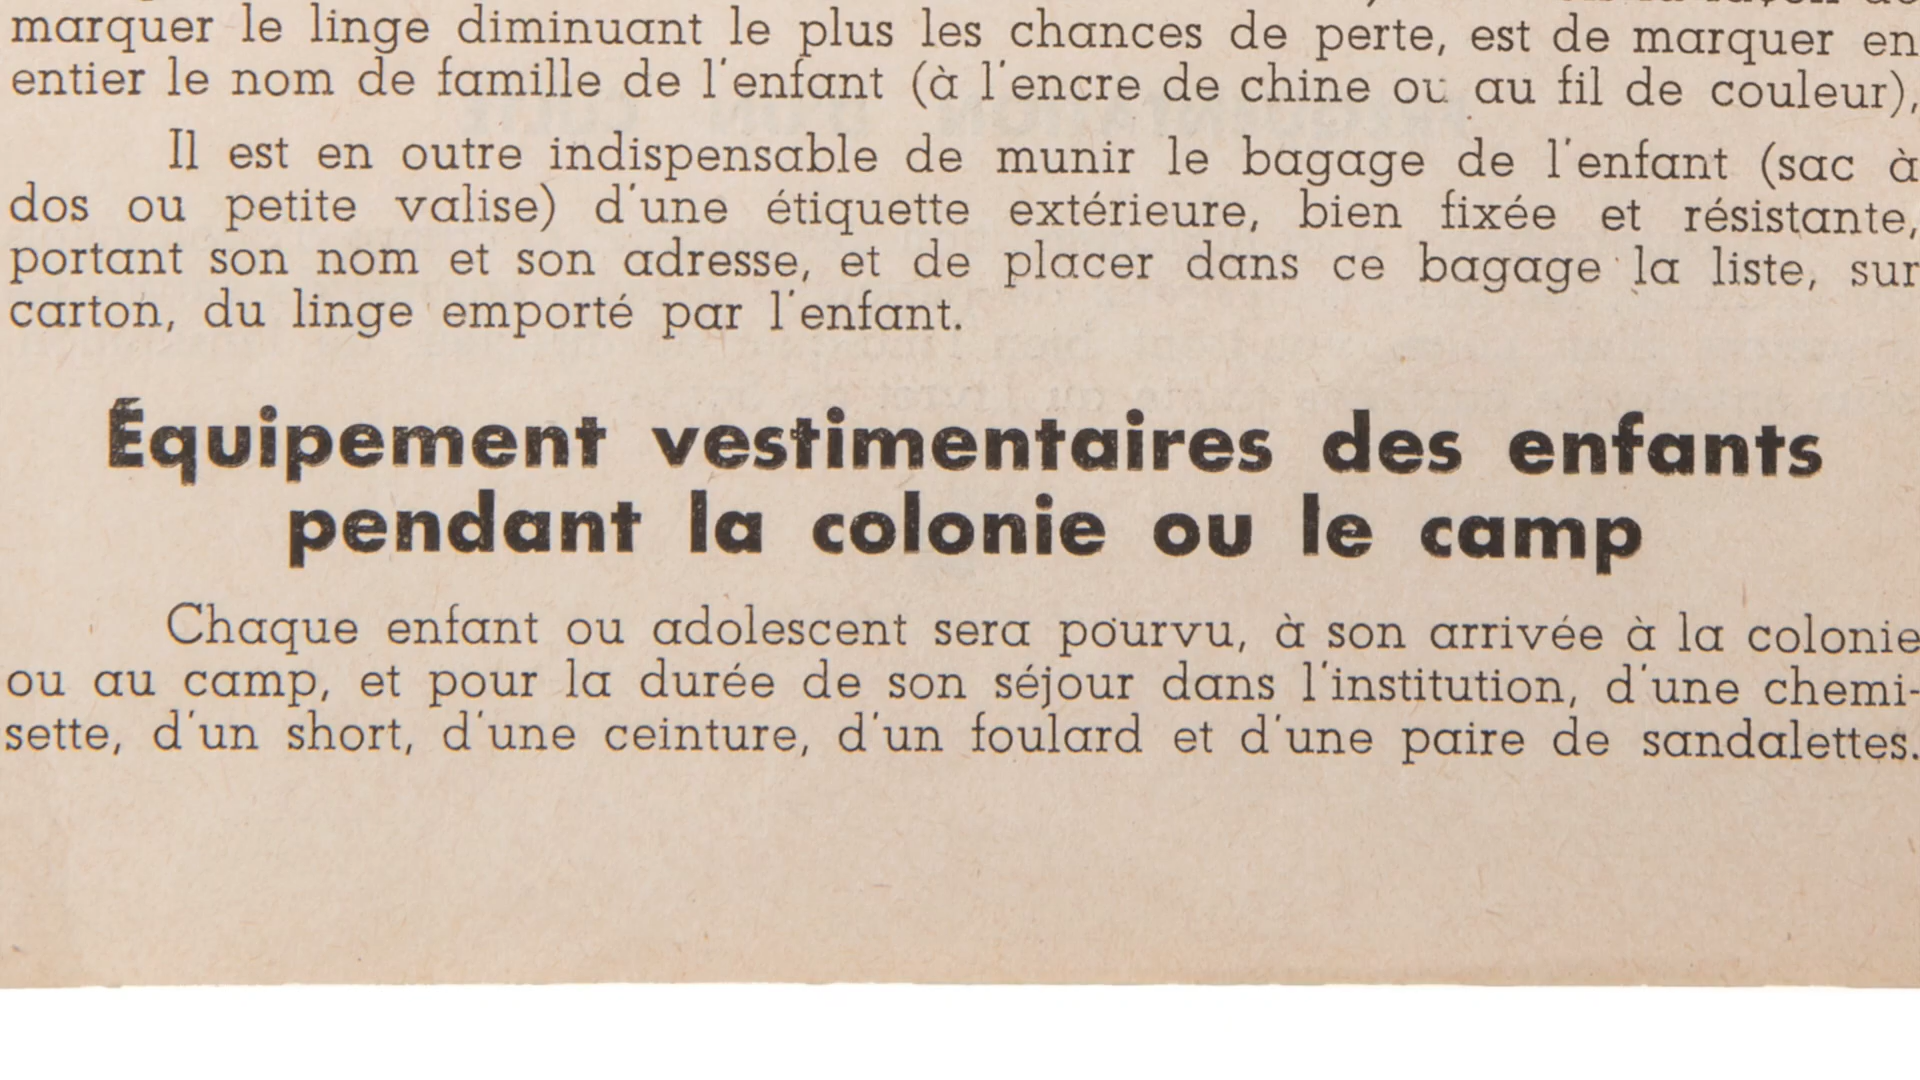 marquer le linge diminuant le plus les chances de perte, est de marquer en
entier le nom de famille de l'enfant (à l'encre de chine ou au fil de couleur),
Il est en outre indispensable de munir le bagage de l'enfant (sac à
dos ou petite valise) d'une étiquette extérieure, bien fixée et résistante,
portant son nom et son adresse, et de placer dans ce bagage la liste, sur
carton, du linge emporté par l'enfant.
Équipement vestimentaires des enfants
pendant la colonie ou le camp
Chaque enfant ou adolescent sera pourvu, à son arrivée à la colonie
ou au camp, et pour la durée de son séjour dans l'institution, d'une chemi-
sette, d'un short, d'une ceinture, d'un foulard et d'une paire de sandalettes.